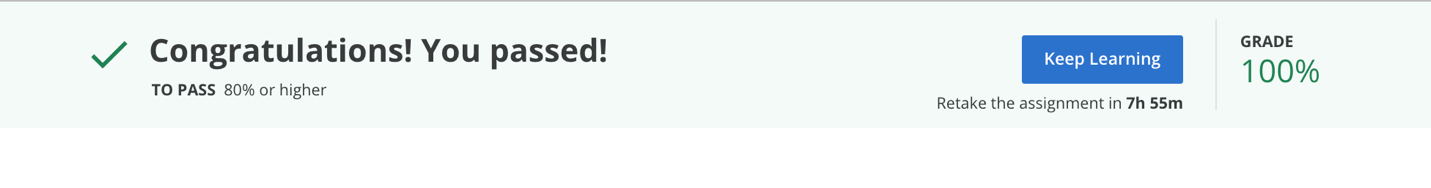 Congratulations! You passed!
TO PASS 80% or higher
Keep Learning
Retake the assignment in 7h 55m
GRADE
100%